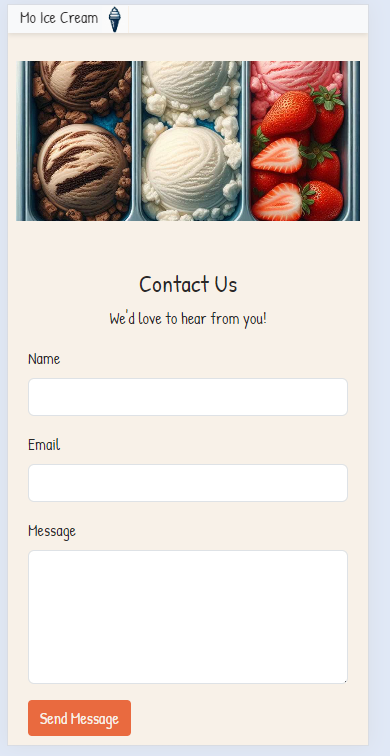 Mo Ice Cream
Contact Us
We'd love to hear from you!
Name
Email
Message
Send Message